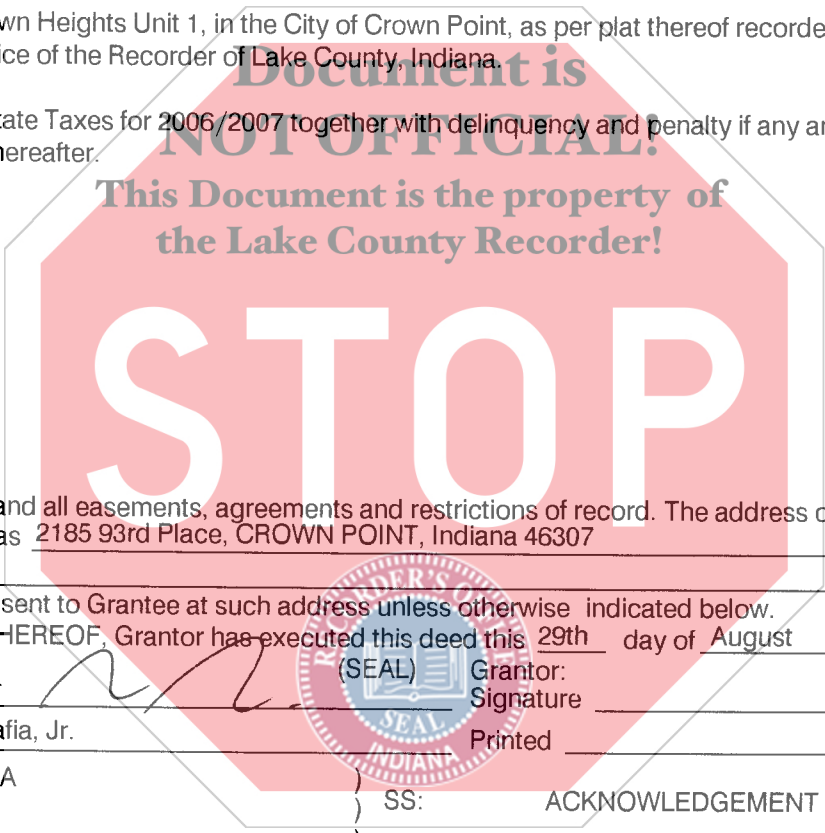 wn Heights Unit 1, in the City of Crown Point, as per plat thereof recorde
ice of the Recorder of Lake County, Indiana.
Document is
tate Taxes for 2006/2007 together with delinquency and penalty if any ar
NOT OFFICIAL!
hereafter.
This Document is the property of
the Lake County Recorder!
STOP
and all easements, agreements and restrictions of record. The address o
as 2185 93rd Place, CROWN POINT, Indiana 46307
RECORDER'S OFFICE
sent to Grantee at such address unless otherwise indicated below.
HEREOF, Grantor has executed this deed this 29th day of August
(SEAL) Grantor:
Signature
SEAL
afia, Jr. Printed
INDIANA
A
) SS: ACKNOWLEDGEMENT
)